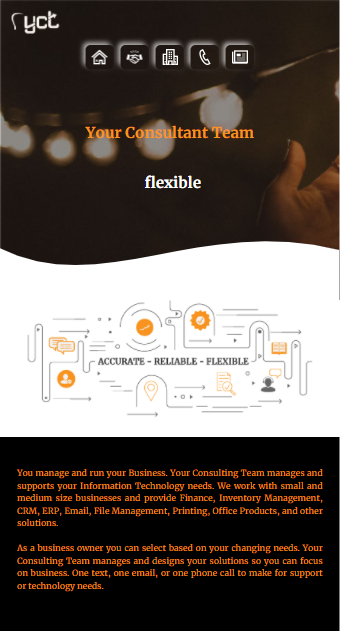 yct
Your Consultant Team
flexible
ACCURATE - RELIABLE - FLEXIBLE
You manage and run your Business. Your Consulting Team manages and
supports your Information Technology needs. We work with small and
medium size businesses and provide Finance, Inventory Management,
CRM, ERP, Email, File Management, Printing, Office Products, and other
solutions.
As a business owner you can select based on your changing needs. Your
Consulting Team manages and designs your solutions so you can focus
on business. One text, one email, or one phone call to make for support
or technology needs.